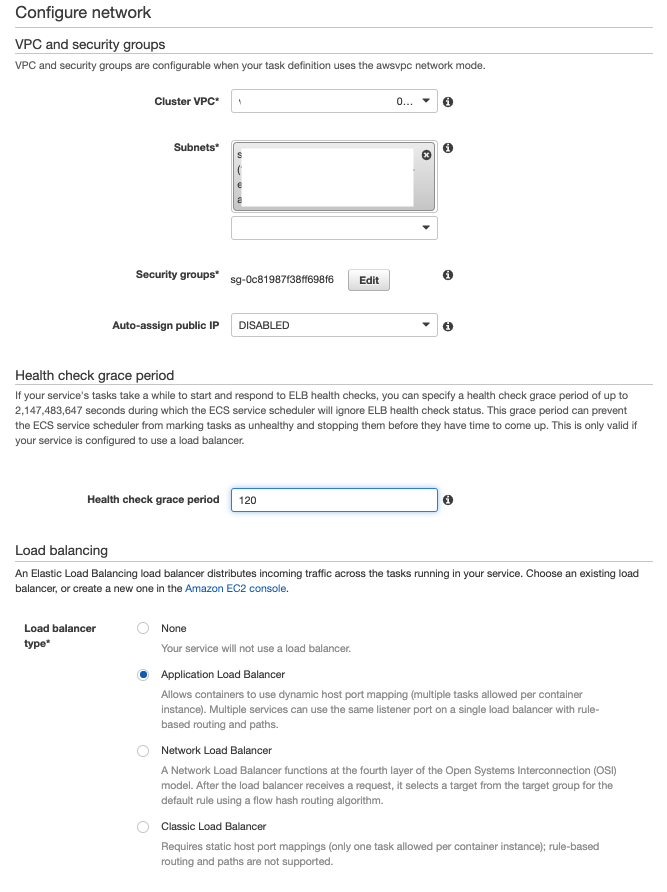 Configure network
VPC and security groups
VPC and security groups are configurable when your task definition uses the awsvpc network mode.
Cluster VPC*
0...
Subnets*
s
(
e
a
Security groups*
sg-0c81987f38ff698f6
Edit
Auto-assign public IP
DISABLED
Health check grace period
If your service's tasks take a while to start and respond to ELB health checks, you can specify a health check grace period of up to
2,147,483,647 seconds during which the ECS service scheduler will ignore ELB health check status. This grace period can prevent
the ECS service scheduler from marking tasks as unhealthy and stopping them before they have time to come up. This is only valid if
your service is configured to use a load balancer.
Health check grace period
120
Load balancing
An Elastic Load Balancing load balancer distributes incoming traffic across the tasks running in your service. Choose an existing load
balancer, or create a new one in the Amazon EC2 console.
Load balancer
type*
None
Your service will not use a load balancer.
Application Load Balancer
Allows containers to use dynamic host port mapping (multiple tasks allowed per container
instance). Multiple services can use the same listener port on a single load balancer with rule-
based routing and paths.
Network Load Balancer
A Network Load Balancer functions at the fourth layer of the Open Systems Interconnection (OSI)
model. After the load balancer receives a request, it selects a target from the target group for the
default rule using a flow hash routing algorithm.
Classic Load Balancer
Requires static host port mappings (only one task allowed per container instance); rule-based
routing and paths are not supported.